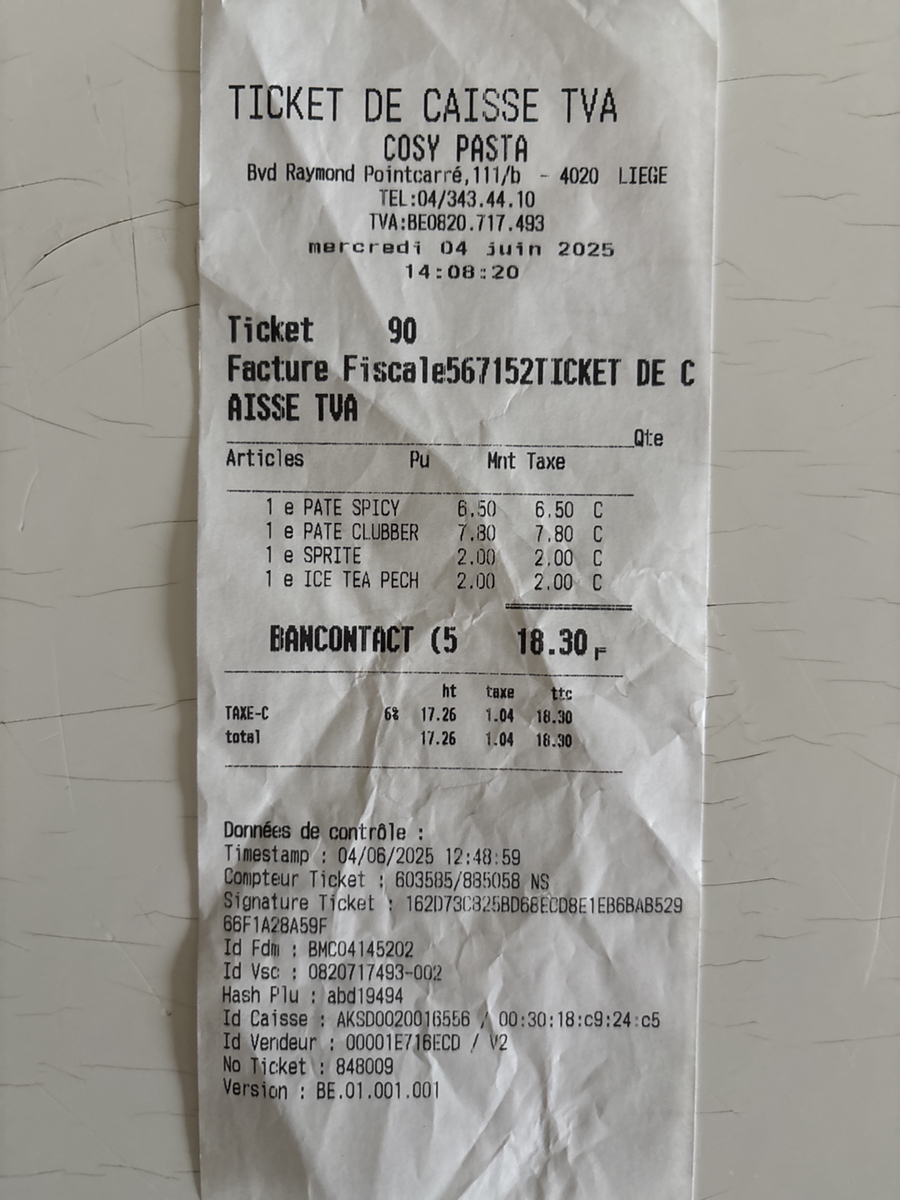 TICKET DE CAISSE TVA
COSY PASTA
Bvd Raymond Pointcarré,111/b - 4020 LIEGE
TEL:04/343.44.10
TVA:BE0820.717.493
mercredi 04 juin 2025
14:08:20
Ticket 90
Facture Fiscale567152TICKET DE C
AISSE TVA
Qte
Articles Pu Mnt Taxe
1 e PATE SPICY 6.50 6.50 C
1 e PATE CLUBBER 7.80 7.80 C
1 e SPRITE 2.00 2.00 C
1 e ICE TEA PECH 2.00 2.00 C
BANCONTACT (5 18.30 F
ht taxe ttc
TAXE-C 6% 17.26 1.04 18.30
total 17.26 1.04 18.30
Données de contrôle :
Timestamp : 04/06/2025 12:48:59
Compteur Ticket : 603585/885058 NS
Signature Ticket : 162D73C825BD68ECD8E1EB6BAB529
66F1A28A59F
Id Fdm : BMC04145202
Id Vsc : 0820717493-002
Hash Plu : abd19494
Id Caisse : AKSD0020016556 / 00:30:18:c9:24:c5
Id Vendeur : 00001E716ECD / V2
No Ticket : 848009
Version : BE.01.001.001